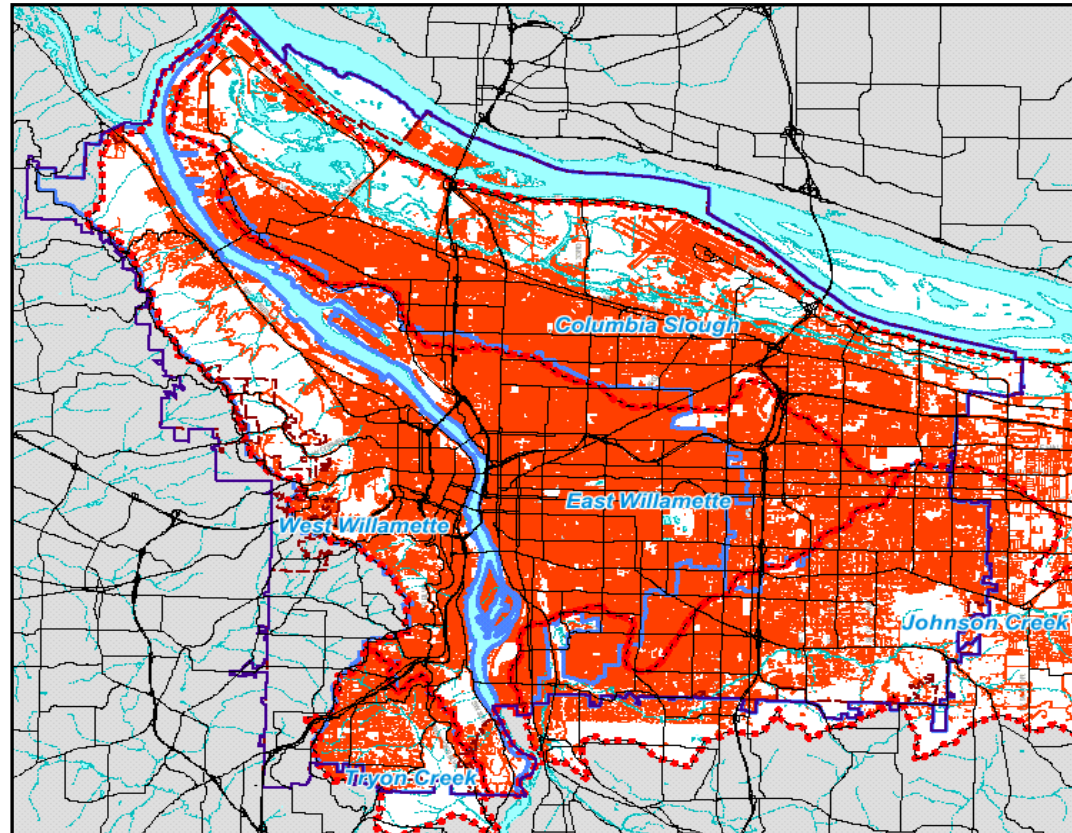 Columbia Slough
East Willamette
West Willamette
Johnson Creek
Tryon Creek